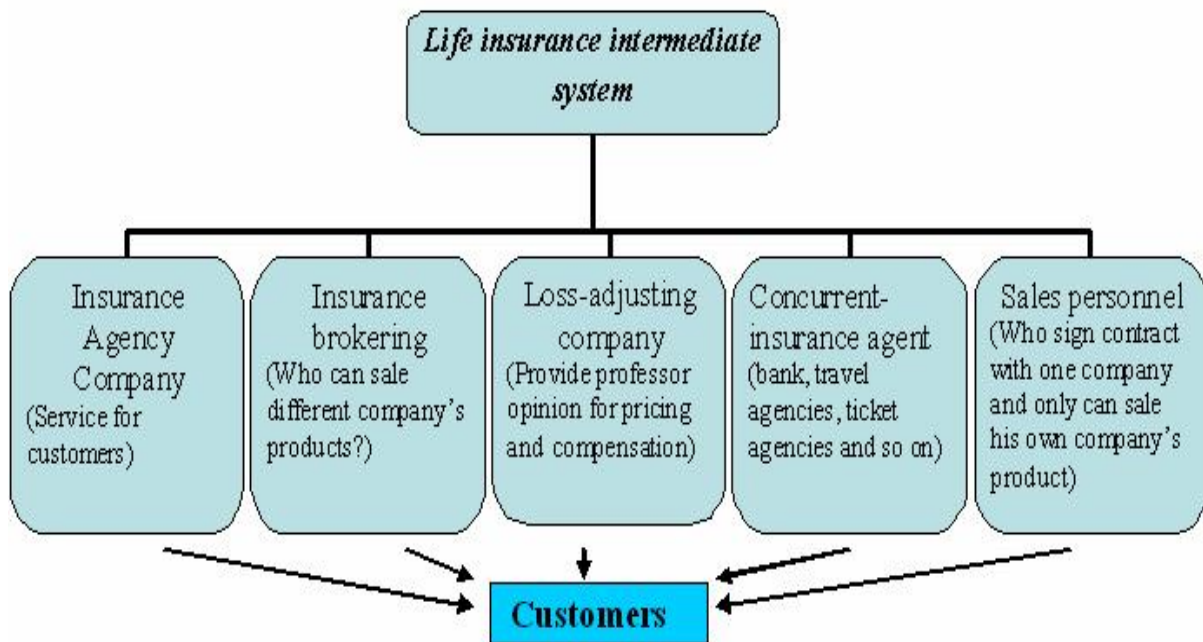 Life insurance intermediate
system
Insurance
Agency
Company
(Service for
customers)
Insurance
brokering
(Who can sale
different company's
products?)
Loss-adjusting
company
(Provide professor
opinion for pricing
and compensation)
Concurrent-
insurance agent
(bank, travel
agencies, ticket
agencies and so on)
Sales personnel
(Who sign contract
with one company
and only can sale
his own company's
product)
Customers